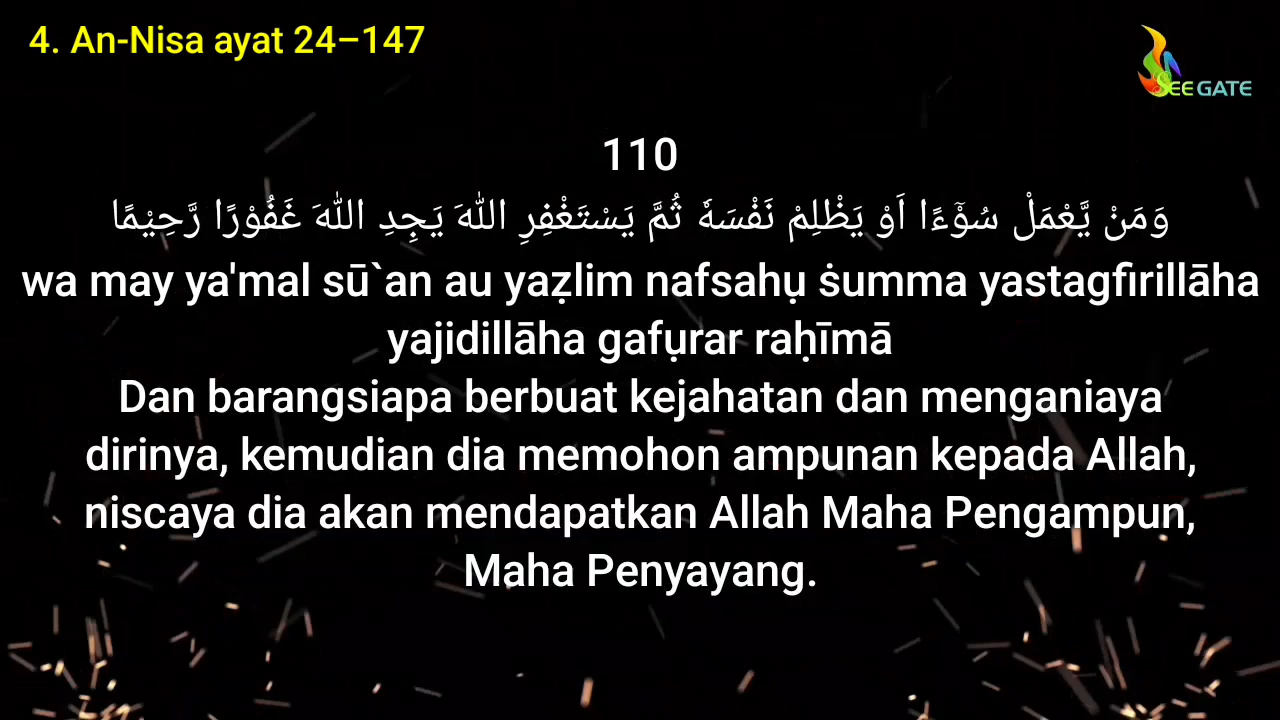 4. An-Nisa ayat 24–147
SEE GATE
110
وَمَنْ يَّعْمَلْ سُوْۤءًا اَوْ يَظْلِمْ نَفْسَهٗ ثُمَّ يَسْتَغْفِرِ اللّٰهَ يَجِدِ اللّٰهَ غَفُوْرًا رَّحِيْمًا
wa may ya'mal sū`an au yaẓlim nafsahụ ṡumma yastagfirillāha
yajidillāha gafụrar raḥīmā
Dan barangsiapa berbuat kejahatan dan menganiaya
dirinya, kemudian dia memohon ampunan kepada Allah,
niscaya dia akan mendapatkan Allah Maha Pengampun,
Maha Penyayang.